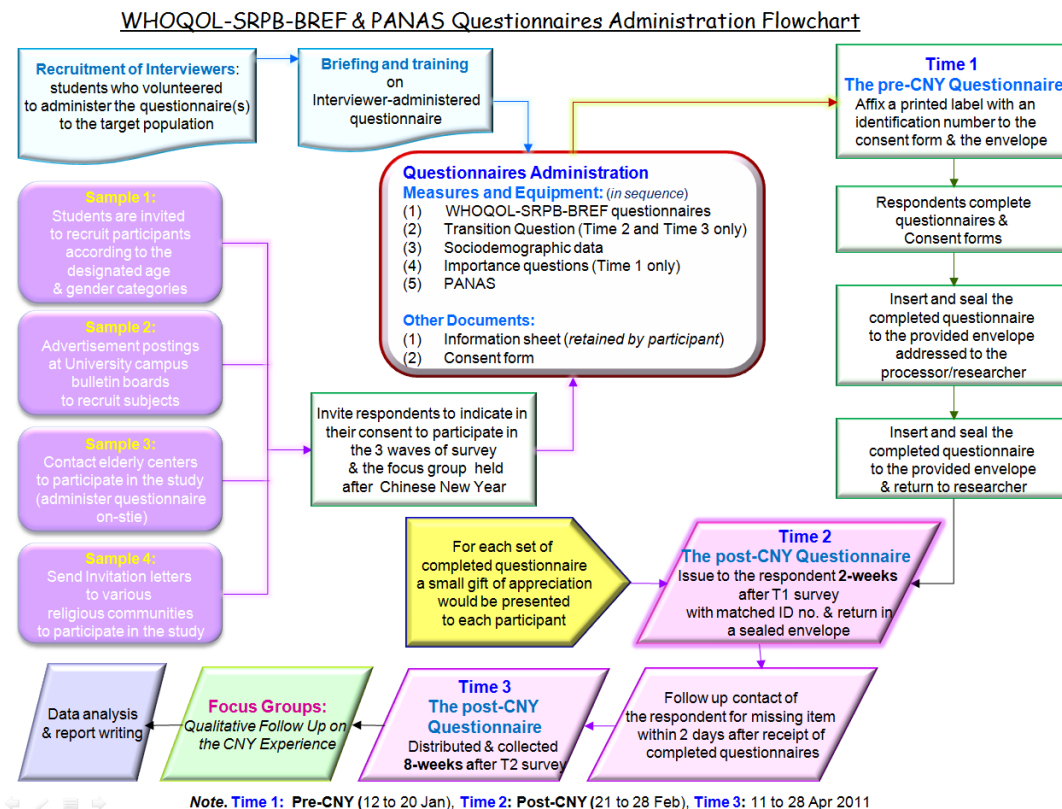 WHOQOL-SRPB-BREF & PANAS Questionnaires Administration Flowchart
Recruitment of Interviewers:
students who volunteered
to administer the questionnaire(s)
to the target population
Briefing and training
on
Interviewer-administered
questionnaire
Time 1
The pre-CNY Questionnaire
Affix a printed label with an
identification number to the
consent form & the envelope
Questionnaires Administration
Measures and Equipment: (in sequence)
(1) WHOQOL-SRPB-BREF questionnaires
(2) Transition Question (Time 2 and Time 3 only)
(3) Sociodemographic data
(4) Importance questions (Time 1 only)
(5) PANAS
Other Documents:
(1) Information sheet (retained by participant)
(2) Consent form
Respondents complete
questionnaires &
Consent forms
Insert and seal the
completed questionnaire
to the provided envelope
addressed to the
processor/researcher
Insert and seal the
completed questionnaire
to the provided envelope
& return to researcher
Sample 1:
Students are invited
to recruit participants
according to the
designated age
& gender categories
Sample 2:
Advertisement postings
at University campus
bulletin boards
to recruit subjects
Sample 3:
Contact elderly centers
to participate in the study
(administer questionnaire
on-stie)
Sample 4:
Send Invitation letters
to various
religious communities
to participate in the study
Invite respondents to indicate in
their consent to participate in
the 3 waves of survey
& the focus group held
after Chinese New Year
For each set of
completed questionnaire
a small gift of appreciation
would be presented
to each participant
Time 2
The post-CNY Questionnaire
Issue to the respondent 2-weeks
after T1 survey
with matched ID no. & return in
a sealed envelope
Follow up contact of
the respondent for missing item
within 2 days after receipt of
completed questionnaires
Time 3
The post-CNY
Questionnaire
Distributed & collected
8-weeks after T2 survey
Focus Groups:
Qualitative Follow Up on
the CNY Experience
Data analysis
& report writing
Note. Time 1: Pre-CNY (12 to 20 Jan), Time 2: Post-CNY (21 to 28 Feb), Time 3: 11 to 28 Apr 2011